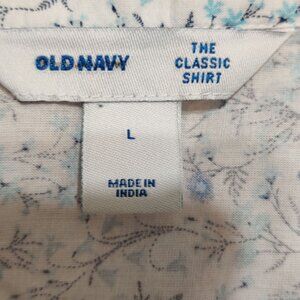 OLD NAVY
THE
CLASSIC
SHIRT
L
MADE IN
INDIA